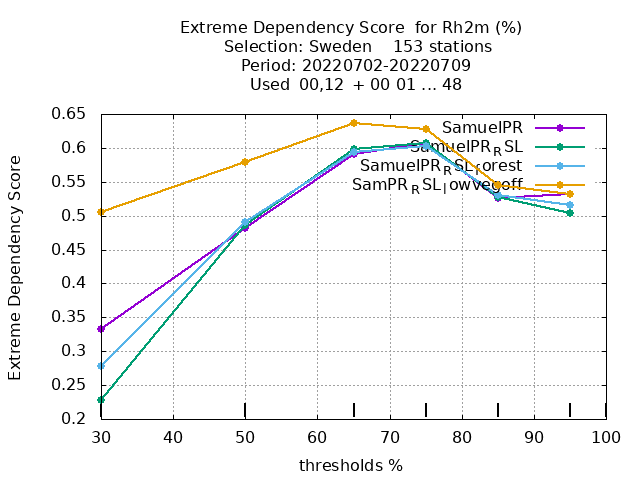 Extreme Dependency Score  for Rh2m (%)
Selection: Sweden    153 stations
Period: 20220702-20220709
Used  00,12  + 00 01 ... 48
Extreme Dependency Score
0.65
0.6
0.55
0.5
0.45
0.4
0.35
0.3
0.25
0.2
SamuelPR
SamuelPR_RSL
SamuelPR_RSL_forest
SamPR_RSL_lowvegoff
30 40 50 60 70 80 90 100
thresholds %